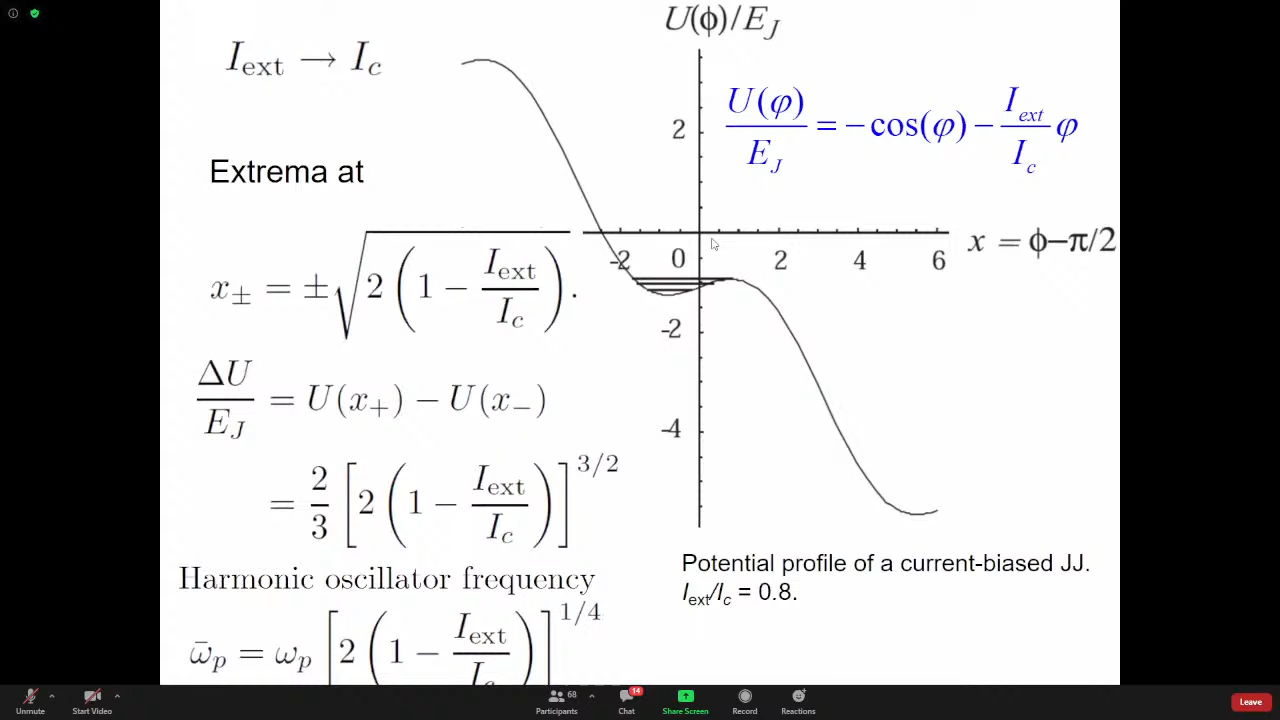 U(ϕ)/E_J
I_ext → I_c
U(φ)/E_J = −cos(φ) − (I_ext/I_c) φ
2
Extrema at
-2 0 2 4 6
x = ϕ−π/2
x_± = ±√(2(1 − I_ext/I_c)).
-2
ΔU/E_J = U(x_+) − U(x_−)
-4
= 2/3 [2(1 − I_ext/I_c)]^{3/2}
Potential profile of a current-biased JJ.
I_ext/I_c = 0.8.
Harmonic oscillator frequency
ω̄_p = ω_p [2(1 − I_ext/I_c)]^{1/4}
Unmute
Start Video
68
Participants
14
Chat
Share Screen
Record
Reactions
Leave